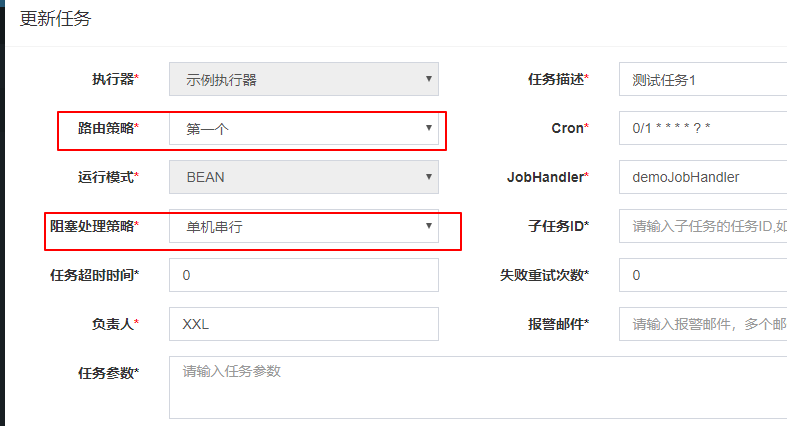 更新任务
执行器* 示例执行器 任务描述* 测试任务1
路由策略* 第一个 Cron* 0/1 * * * * ? *
运行模式* BEAN JobHandler* demoJobHandler
阻塞处理策略* 单机串行 子任务ID* 请输入子任务的任务ID,如
任务超时时间* 0 失败重试次数* 0
负责人* XXL 报警邮件* 请输入报警邮件，多个邮
任务参数* 请输入任务参数